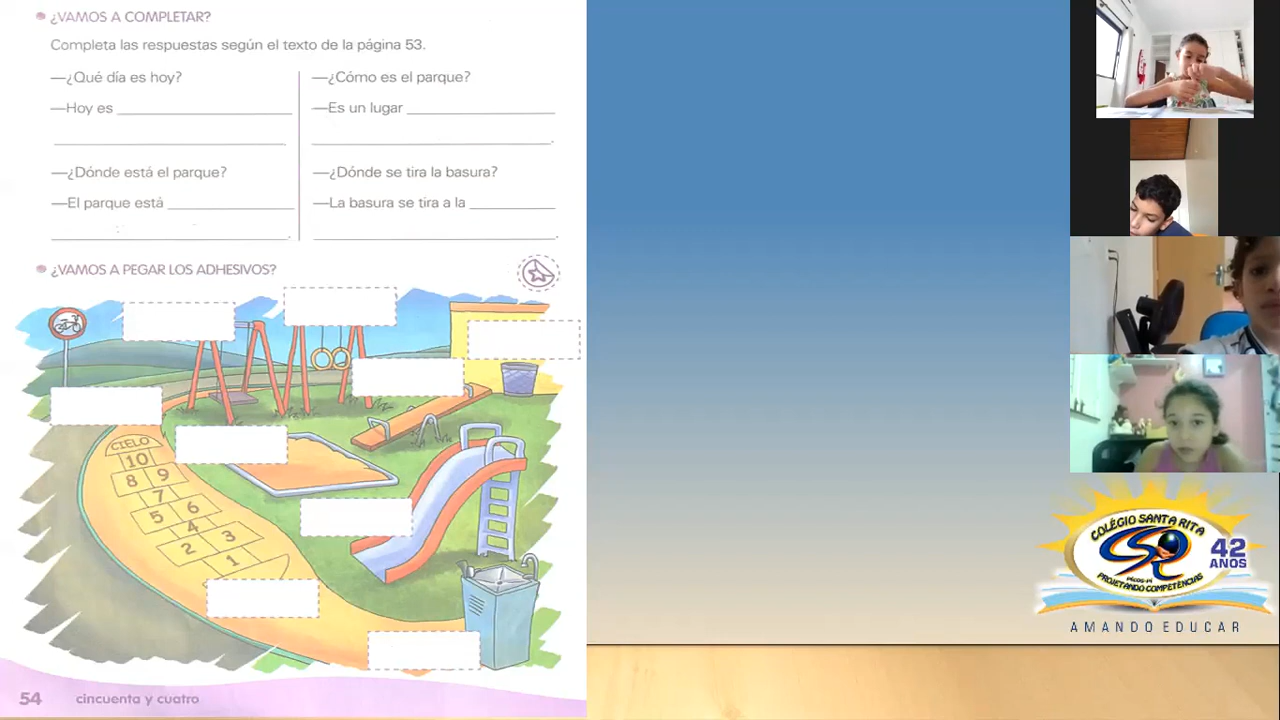 ¿VAMOS A COMPLETAR?
Completa las respuestas según el texto de la página 53.
—¿Qué día es hoy?
—Hoy es
—¿Dónde está el parque?
—El parque está
—¿Cómo es el parque?
—Es un lugar
—¿Dónde se tira la basura?
—La basura se tira a la
¿VAMOS A PEGAR LOS ADHESIVOS?
CIELO
10
8 9
7
5 6
4
2 3
1
54 cincuenta y cuatro
COLÉGIO SANTA RITA
42
ANOS
PICOS-PI
PROJETANDO COMPETÊNCIAS
AMANDO EDUCAR